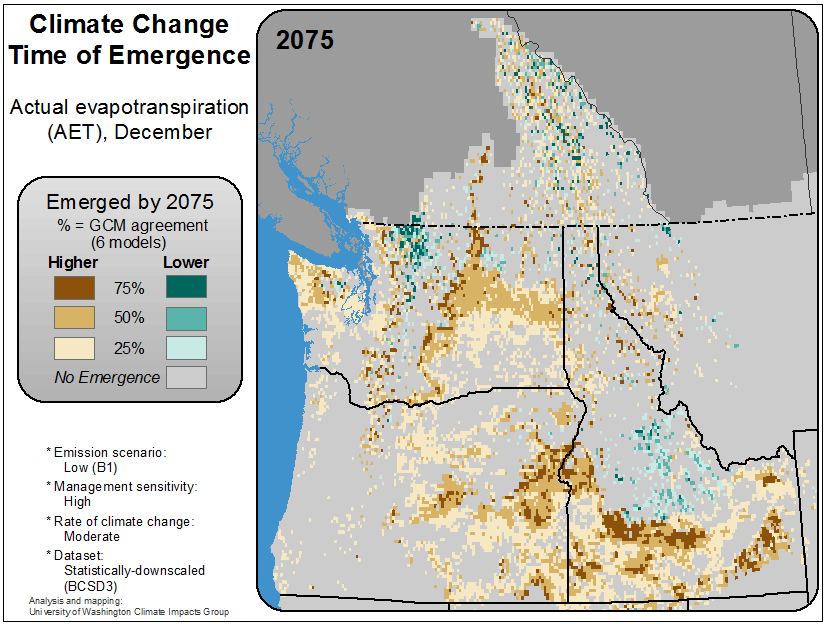 Climate Change
Time of Emergence
Actual evapotranspiration
(AET), December
Emerged by 2075
% = GCM agreement
(6 models)
Higher Lower
75%
50%
25%
No Emergence
* Emission scenario:
Low (B1)
* Management sensitivity:
High
* Rate of climate change:
Moderate
* Dataset:
Statistically-downscaled
(BCSD3)
Analysis and mapping:
University of Washington Climate Impacts Group
2075